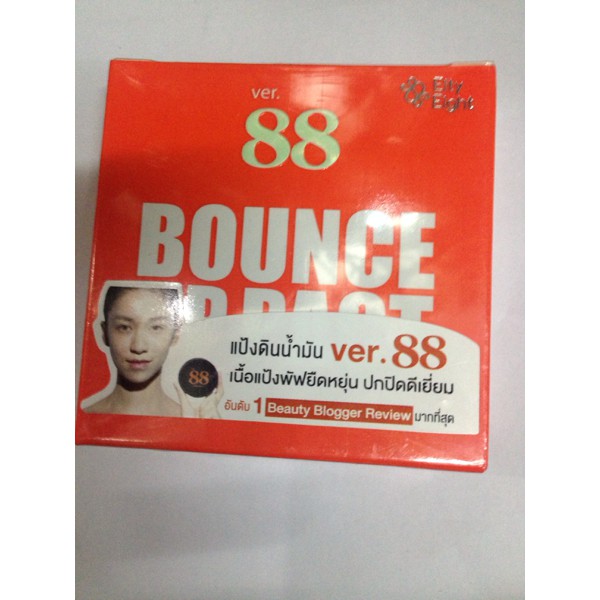 ver.
88
Eity
Eight
BOUNCE
แป้งดินน้ำมัน ver. 88
เนื้อแป้งพัฟยืดหยุ่น ปกปิดดีเยี่ยม
อันดับ 1 Beauty Blogger Review มากที่สุด
88